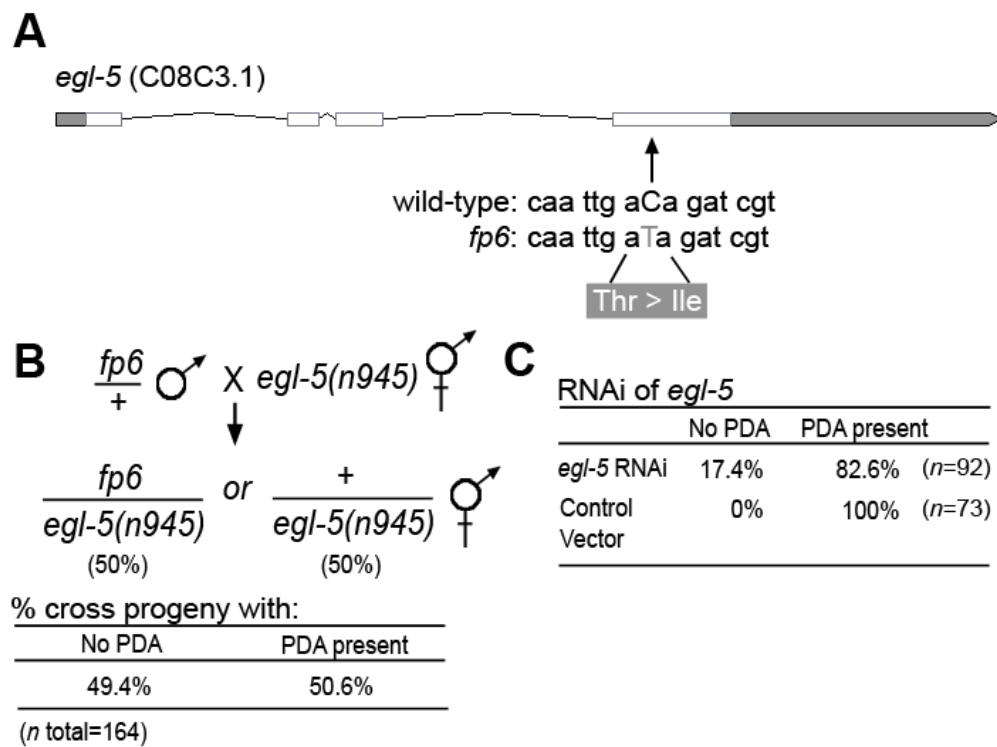 A
egl-5 (C08C3.1)
wild-type: caa ttg aCa gat cgt
fp6: caa ttg aTa gat cgt
Thr > Ile
B
fp6
+
X egl-5(n945)
fp6
egl-5(n945)
(50%)
or
+
egl-5(n945)
(50%)
% cross progeny with:
No PDA PDA present
49.4% 50.6%
(n total=164)
C
RNAi of egl-5
No PDA PDA present
egl-5 RNAi 17.4% 82.6% (n=92)
Control Vector 0% 100% (n=73)